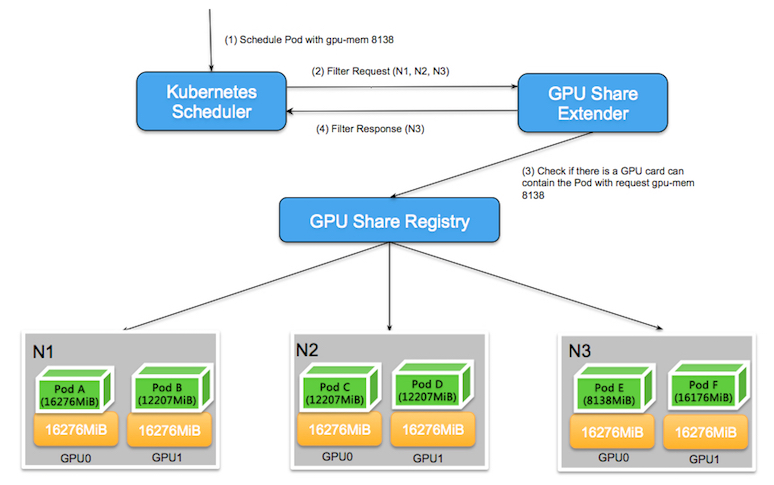 (1) Schedule Pod with gpu-mem 8138
(2) Filter Request (N1, N2, N3)
Kubernetes
Scheduler
GPU Share
Extender
(4) Filter Response (N3)
(3) Check if there is a GPU card can
contain the Pod with request gpu-mem
8138
GPU Share Registry
N1
Pod A
(16276MiB)
Pod B
(12207MiB)
16276MiB
16276MiB
GPU0
GPU1
N2
Pod C
(12207MiB)
Pod D
(12207MiB)
16276MiB
16276MiB
GPU0
GPU1
N3
Pod E
(8138MiB)
Pod F
(16176MiB)
16276MiB
16276MiB
GPU0
GPU1